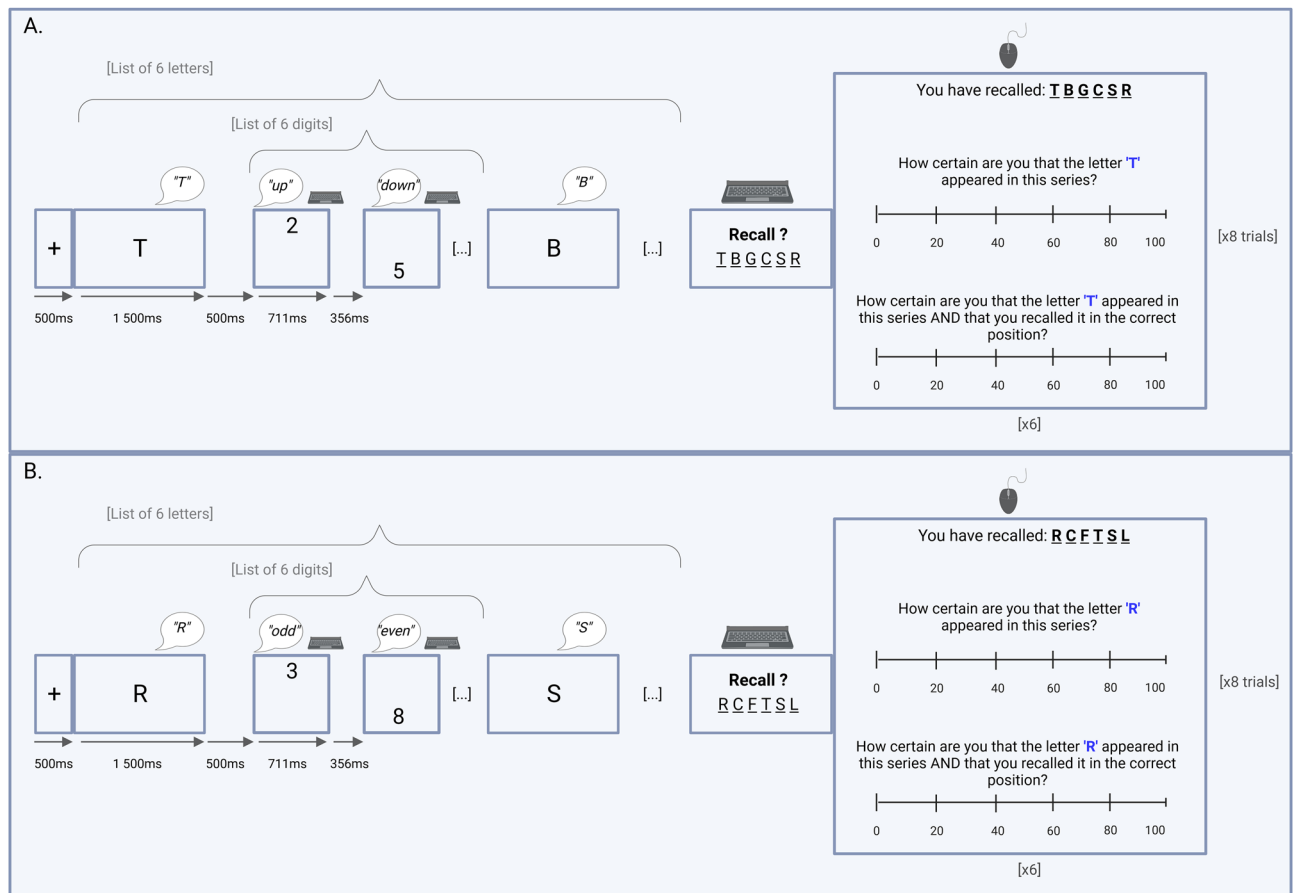 A.
[List of 6 letters]
[List of 6 digits]
"T"
"up"
"down"
"B"
+
T
2
5
[...]
B
[...]
Recall ?
T B G C S R
500ms
1 500ms
500ms
711ms
356ms
You have recalled: T B G C S R
How certain are you that the letter 'T'
appeared in this series?
0 20 40 60 80 100
How certain are you that the letter 'T' appeared in
this series AND that you recalled it in the correct
position?
0 20 40 60 80 100
[x6]
[x8 trials]
B.
[List of 6 letters]
[List of 6 digits]
"R"
"odd"
"even"
"S"
+
R
3
8
[...]
S
[...]
Recall ?
R C F T S L
500ms
1 500ms
500ms
711ms
356ms
You have recalled: R C F T S L
How certain are you that the letter 'R'
appeared in this series?
0 20 40 60 80 100
How certain are you that the letter 'R' appeared in
this series AND that you recalled it in the correct
position?
0 20 40 60 80 100
[x6]
[x8 trials]